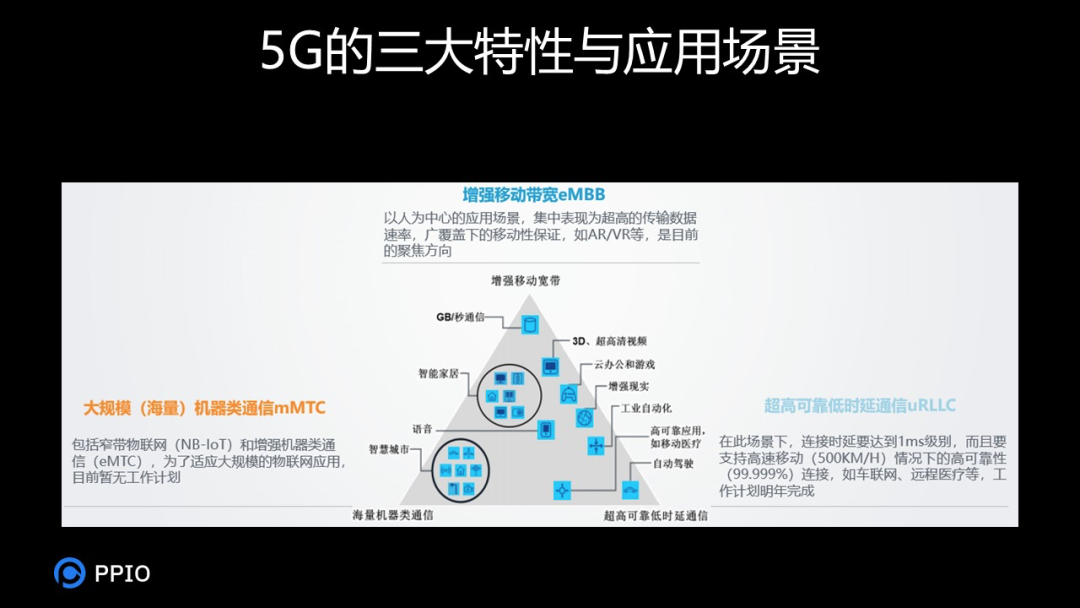 5G的三大特性与应用场景
增强移动带宽eMBB
以人为中心的应用场景，集中表现为超高的传输数据
速率，广覆盖下的移动性保证，如AR/VR等，是目前
的聚焦方向
增强移动宽带
GB/秒通信
3D、超高清视频
云办公和游戏
智能家居
增强现实
工业自动化
语音
高可靠应用，
如移动医疗
智慧城市
自动驾驶
海量机器类通信
超高可靠低时延通信
大规模（海量）机器类通信mMTC
包括窄带物联网（NB-IoT）和增强机器类通
信（eMTC），为了适应大规模的物联网应用，
目前暂无工作计划
超高可靠低时延通信uRLLC
在此场景下，连接时延要达到1ms级别，而且要
支持高速移动（500KM/H）情况下的高可靠性
（99.999%）连接，如车联网、远程医疗等，工
作计划明年完成
PPIO